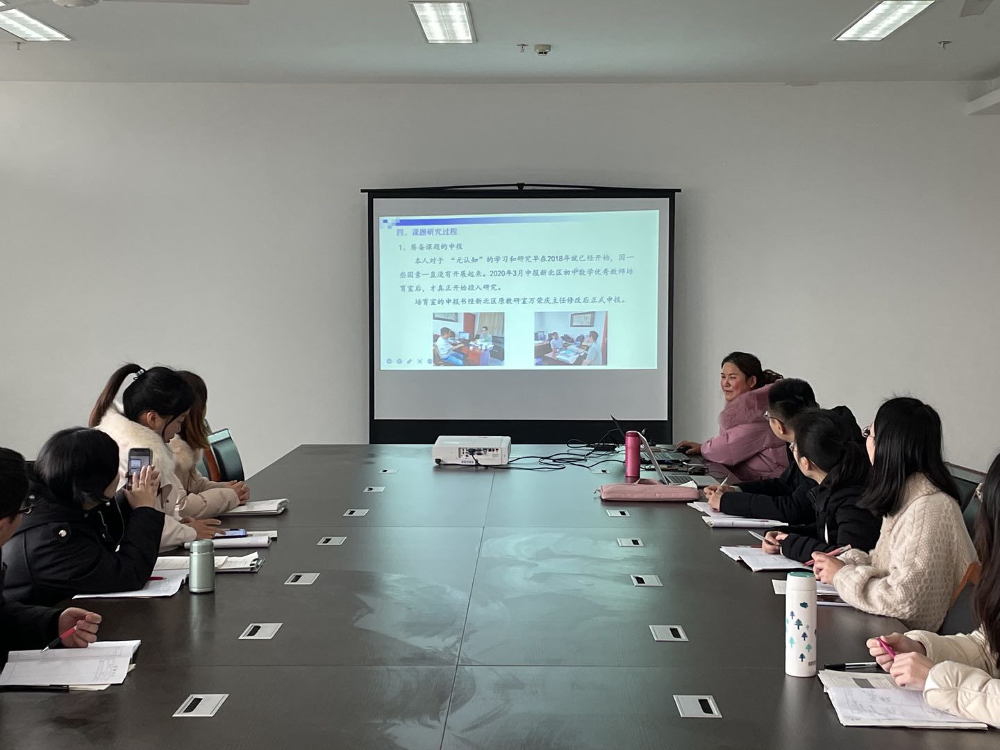 四、课题研究过程
1、筹备课题的申报
本人对于 “元认知”的学习和研究早在2018年就已经开始，因一
些因素一直没有开展起来。2020年3月申报新北区初中数学优秀教师培
育室后，才真正开始投入研究。
培育室的申报书经新北区原教研室万荣庆主任修改后正式申报。